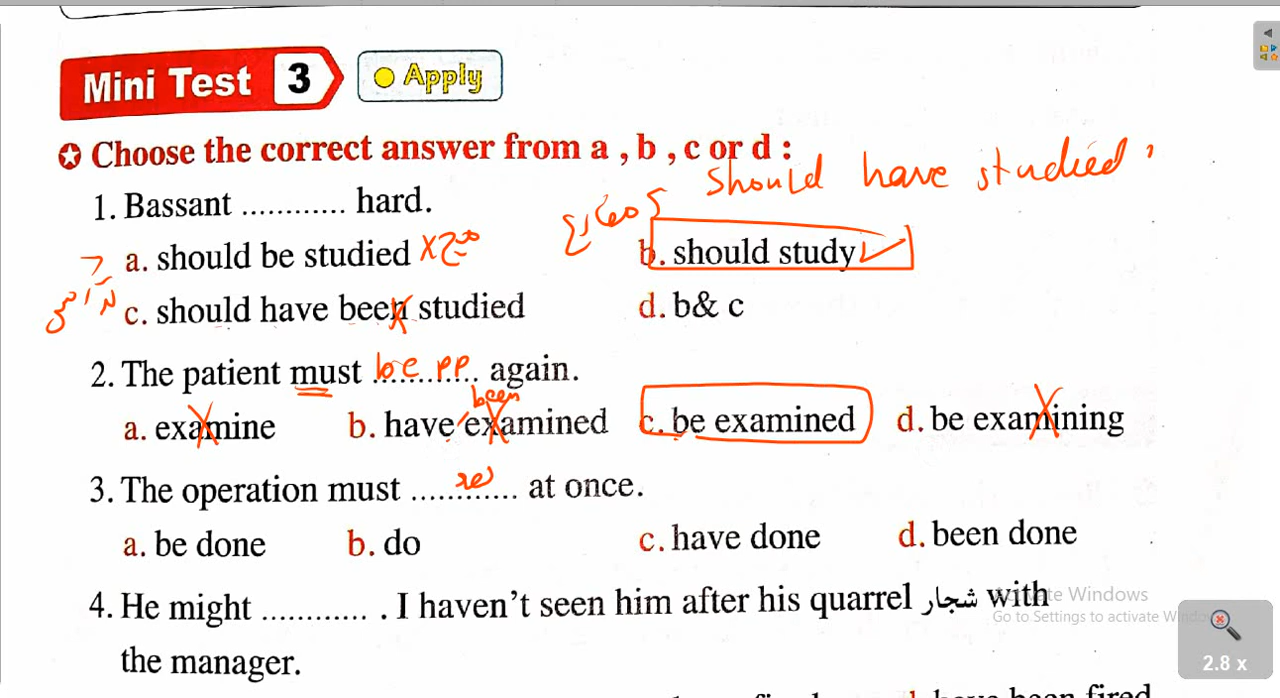 Mini Test 3 Apply
Choose the correct answer from a , b , c or d :
should have studied
1. Bassant ............ hard.
a. should be studied X b. should study
c. should have been studied d. b& c
2. The patient must be PP ............ again.
been
a. examine b. have examined c. be examined d. be examining
3. The operation must ............ at once.
a. be done b. do c. have done d. been done
4. He might ............ . I haven't seen him after his quarrel شجار with
Activate Windows
Go to Settings to activate Windows
the manager.
2.8 x
have been fired